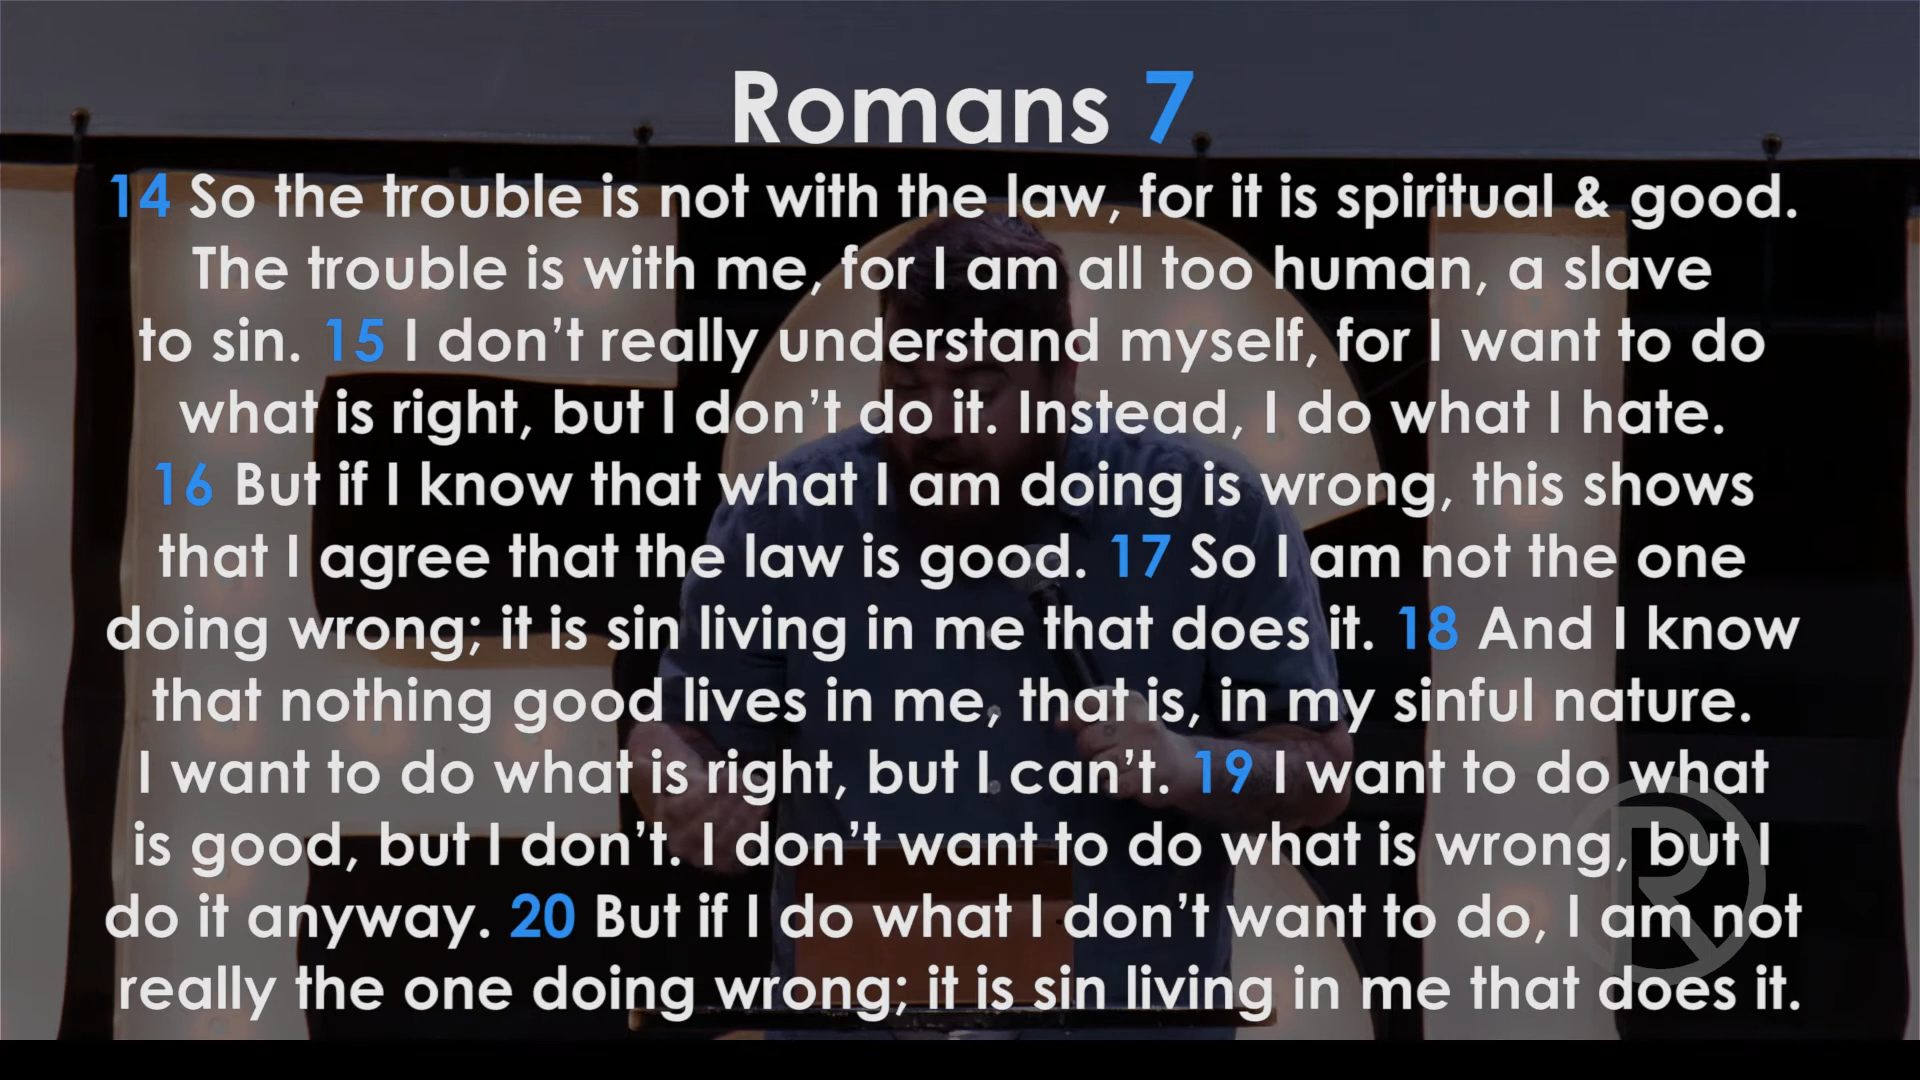 Romans 7
14 So the trouble is not with the law, for it is spiritual & good.
The trouble is with me, for I am all too human, a slave
to sin. 15 I don’t really understand myself, for I want to do
what is right, but I don’t do it. Instead, I do what I hate.
16 But if I know that what I am doing is wrong, this shows
that I agree that the law is good. 17 So I am not the one
doing wrong; it is sin living in me that does it. 18 And I know
that nothing good lives in me, that is, in my sinful nature.
I want to do what is right, but I can’t. 19 I want to do what
is good, but I don’t. I don’t want to do what is wrong, but I
do it anyway. 20 But if I do what I don’t want to do, I am not
really the one doing wrong; it is sin living in me that does it.
R